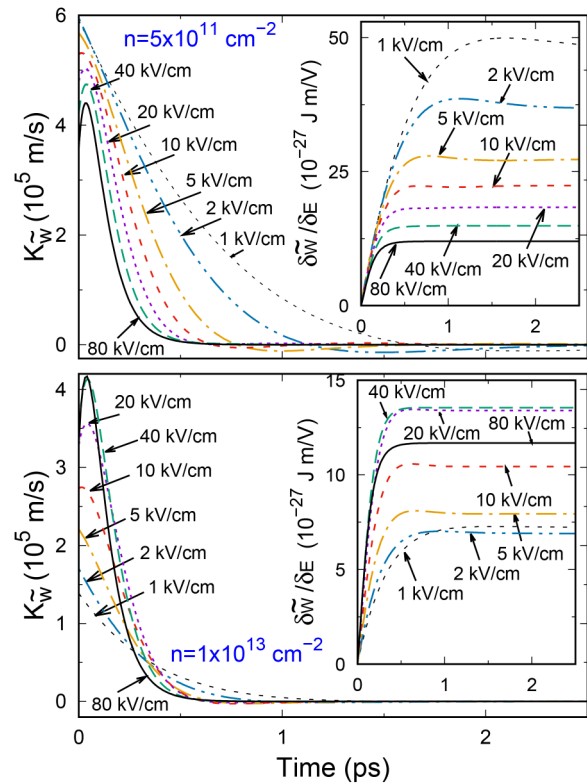 n=5x10¹¹ cm⁻²
40 kV/cm
20 kV/cm
10 kV/cm
5 kV/cm
2 kV/cm
1 kV/cm
80 kV/cm
K_w̃ (10⁵ m/s)
6
4
2
0
1 kV/cm
2 kV/cm
5 kV/cm
10 kV/cm
20 kV/cm
40 kV/cm
80 kV/cm
δw̃/δE (10⁻²⁷ J m/V)
50
25
0
0
1
2
20 kV/cm
40 kV/cm
10 kV/cm
5 kV/cm
2 kV/cm
1 kV/cm
80 kV/cm
n=1x10¹³ cm⁻²
K_w̃ (10⁵ m/s)
4
3
2
1
0
40 kV/cm
20 kV/cm
80 kV/cm
10 kV/cm
5 kV/cm
2 kV/cm
1 kV/cm
δw̃/δE (10⁻²⁷ J m/V)
15
10
5
0
0
1
2
0
1
2
Time (ps)